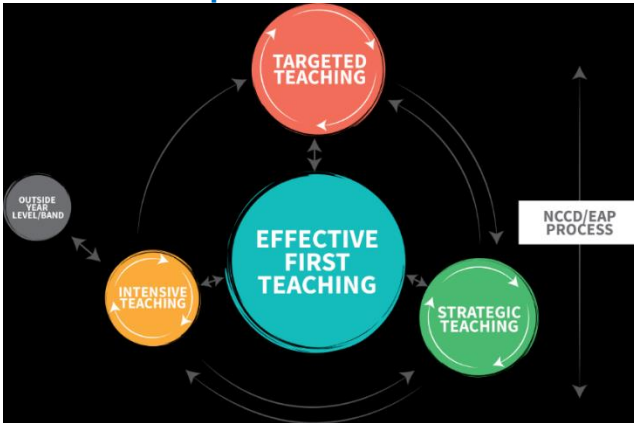 TARGETED
TEACHING
OUTSIDE
YEAR
LEVEL/BAND
NCCD/EAP
PROCESS
EFFECTIVE
FIRST
TEACHING
INTENSIVE
TEACHING
STRATEGIC
TEACHING